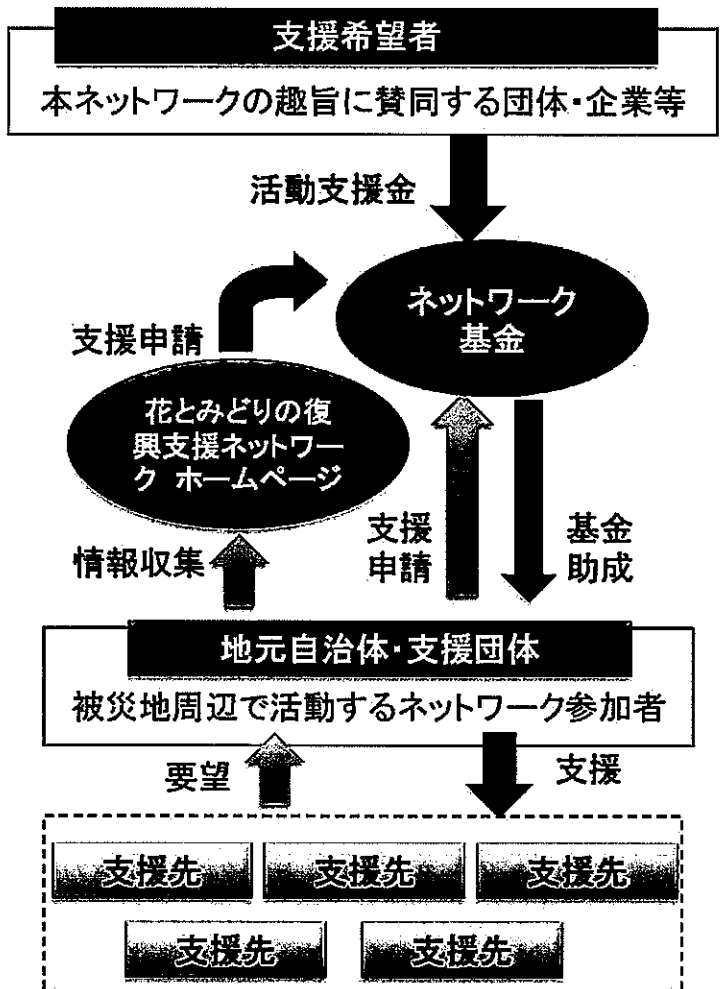 支援希望者
本ネットワークの趣旨に賛同する団体・企業等
活動支援金
ネットワーク
基金
支援申請
花とみどりの復
興支援ネットワー
ク ホームページ
情報収集
支援
申請
基金
助成
地元自治体・支援団体
被災地周辺で活動するネットワーク参加者
要望
支援
支援先
支援先
支援先
支援先
支援先